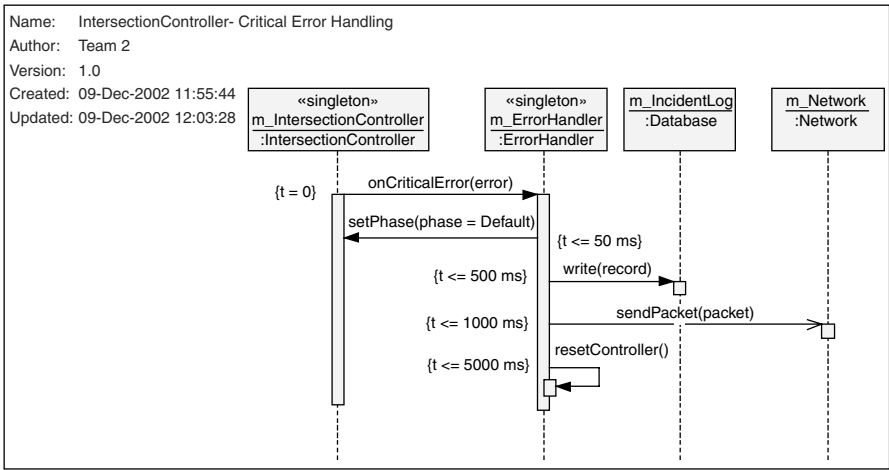 Name: IntersectionController- Critical Error Handling
Author: Team 2
Version: 1.0
Created: 09-Dec-2002 11:55:44
Updated: 09-Dec-2002 12:03:28
«singleton»
m_IntersectionController
:IntersectionController
«singleton»
m_ErrorHandler
:ErrorHandler
m_IncidentLog
:Database
m_Network
:Network
{t = 0}
onCriticalError(error)
setPhase(phase = Default)
{t <= 50 ms}
{t <= 500 ms}
write(record)
{t <= 1000 ms}
sendPacket(packet)
{t <= 5000 ms}
resetController()